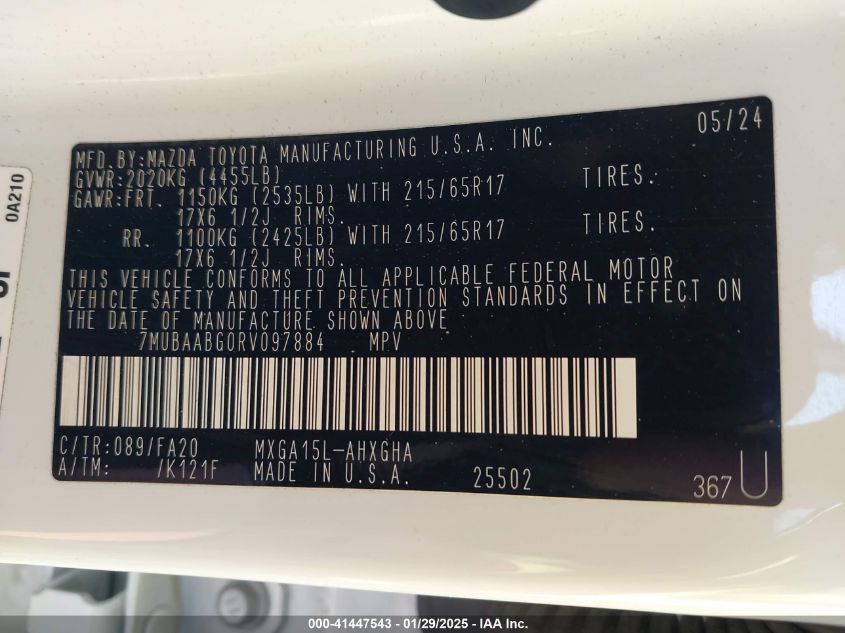 05/24
MFD.BY:MAZDA TOYOTA MANUFACTURING U.S.A. INC.
GVWR:2020KG (4455LB)
GAWR:FRT. 1150KG (2535LB) WITH 215/65R17 TIRES.
17X6 1/2J RIMS.
RR. 1100KG (2425LB) WITH 215/65R17 TIRES.
17X6 1/2J RIMS.
THIS VEHICLE CONFORMS TO ALL APPLICABLE FEDERAL MOTOR
VEHICLE SAFETY AND THEFT PREVENTION STANDARDS IN EFFECT ON
THE DATE OF MANUFACTURE SHOWN ABOVE
7MUBAABG0RV097884 MPV
C/TR:089/FA20 MXGA15L-AHXGHA
A/TM: /K121F MADE IN U.S.A. 25502
367U
0A210
000-41447543 - 01/29/2025 - IAA Inc.